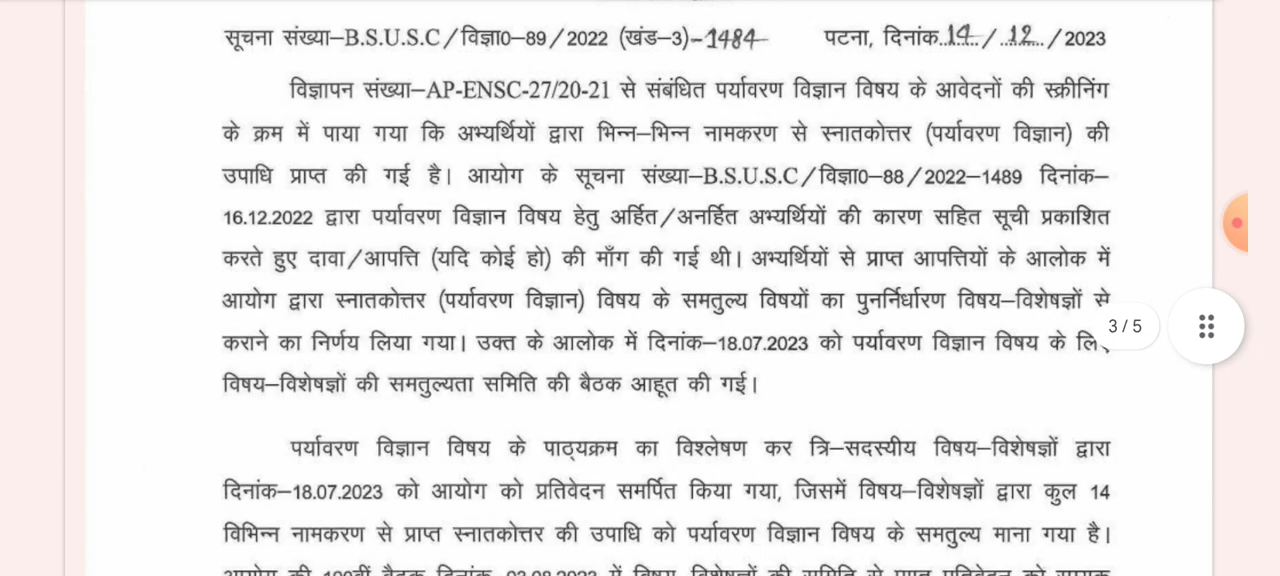 सूचना संख्या–B.S.U.S.C/विज्ञा0–89/2022 (खंड–3)-1484 पटना, दिनांक..14../..12../2023
विज्ञापन संख्या–AP-ENSC-27/20-21 से संबंधित पर्यावरण विज्ञान विषय के आवेदनों की स्क्रीनिंग
के क्रम में पाया गया कि अभ्यर्थियों द्वारा भिन्न–भिन्न नामकरण से स्नातकोत्तर (पर्यावरण विज्ञान) की
उपाधि प्राप्त की गई है। आयोग के सूचना संख्या–B.S.U.S.C/विज्ञा0–88/2022–1489 दिनांक–
16.12.2022 द्वारा पर्यावरण विज्ञान विषय हेतु अर्हित/अनर्हित अभ्यर्थियों की कारण सहित सूची प्रकाशित
करते हुए दावा/आपत्ति (यदि कोई हो) की माँग की गई थी। अभ्यर्थियों से प्राप्त आपत्तियों के आलोक में
आयोग द्वारा स्नातकोत्तर (पर्यावरण विज्ञान) विषय के समतुल्य विषयों का पुनर्निर्धारण विषय–विशेषज्ञों से
3/5
कराने का निर्णय लिया गया। उक्त के आलोक में दिनांक–18.07.2023 को पर्यावरण विज्ञान विषय के
विषय–विशेषज्ञों की समतुल्यता समिति की बैठक आहूत की गई।
पर्यावरण विज्ञान विषय के पाठ्यक्रम का विश्लेषण कर त्रि–सदस्यीय विषय–विशेषज्ञों द्वारा
दिनांक–18.07.2023 को आयोग को प्रतिवेदन समर्पित किया गया, जिसमें विषय–विशेषज्ञों द्वारा कुल 14
विभिन्न नामकरण से प्राप्त स्नातकोत्तर की उपाधि को पर्यावरण विज्ञान विषय के समतुल्य माना गया है।